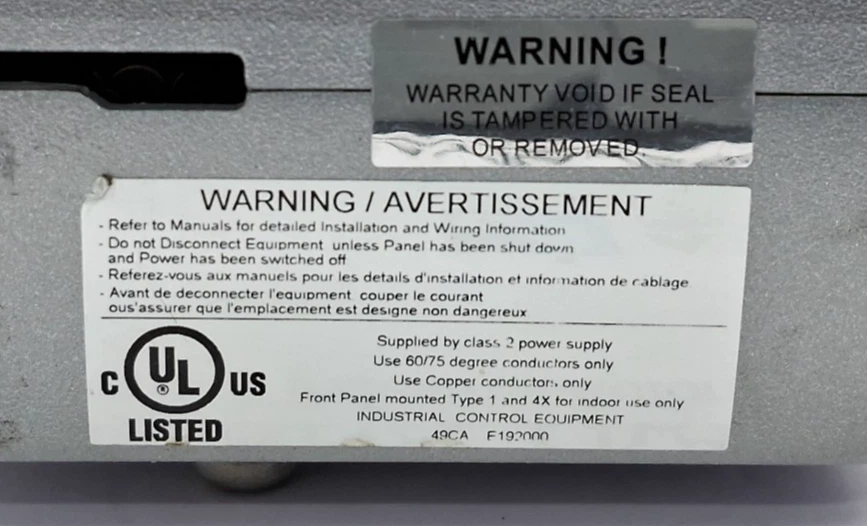 WARNING !
WARRANTY VOID IF SEAL
IS TAMPERED WITH
OR REMOVED
WARNING / AVERTISSEMENT
- Refer to Manuals for detailed Installation and Wiring Information
- Do not Disconnect Equipment unless Panel has been shut down
and Power has been switched off
- Referez-vous aux manuels pour les details d'installation et information de cablage
- Avant de deconnecter l'equipment couper le courant
ous'assurer que l'emplacement est designe non dangereux
Supplied by class 2 power supply
Use 60/75 degree conductors only
Use Copper conductors only
Front Panel mounted Type 1 and 4X for indoor use only
INDUSTRIAL CONTROL EQUIPMENT
49CA E192000
C UL ® US
LISTED